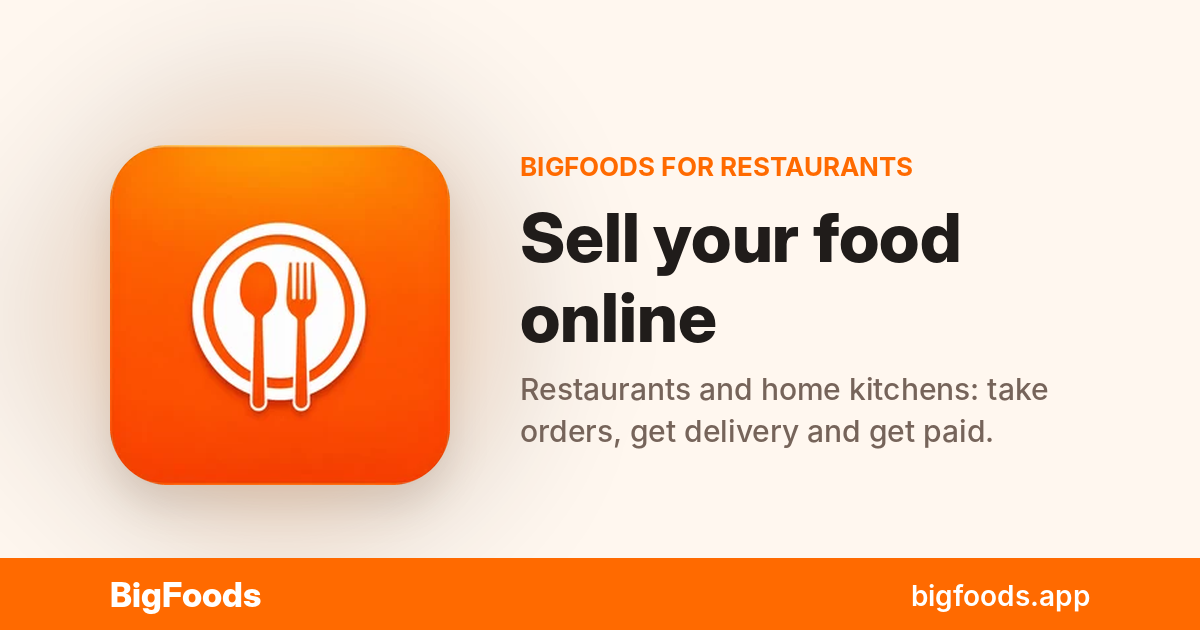 BIGFOODS FOR RESTAURANTS
Sell your food
online
Restaurants and home kitchens: take
orders, get delivery and get paid.
BigFoods
bigfoods.app